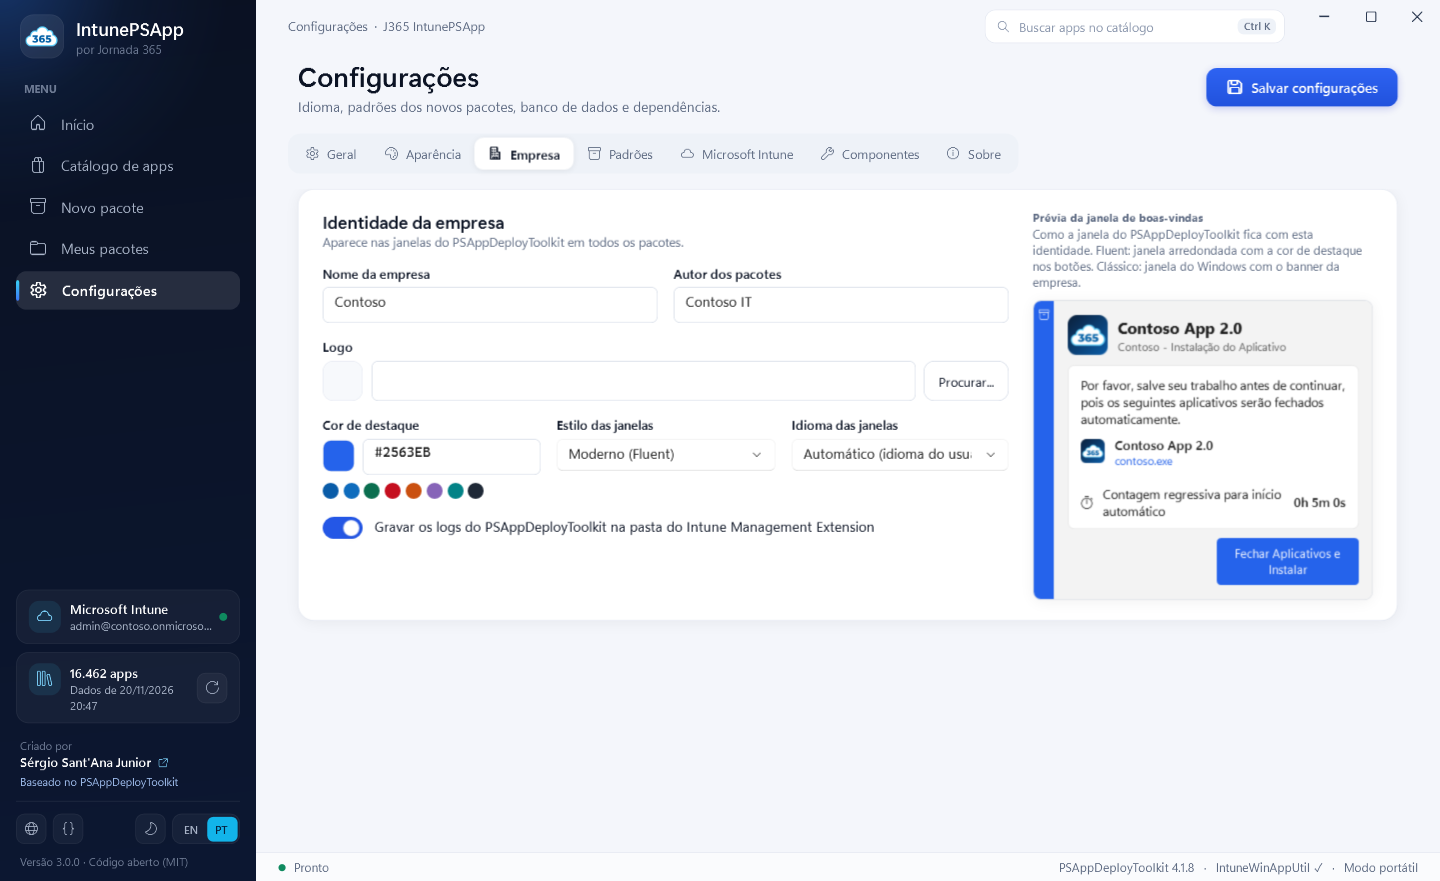 365
IntunePSApp
por Jornada 365
MENU
Início
Catálogo de apps
Novo pacote
Meus pacotes
Configurações
Microsoft Intune
admin@contoso.onmicroso...
16.462 apps
Dados de 20/11/2026
20:47
Criado por
Sérgio Sant'Ana Junior
Baseado no PSAppDeployToolkit
{}
EN
PT
Versão 3.0.0 · Código aberto (MIT)
Configurações · J365 IntunePSApp
Buscar apps no catálogo
Ctrl K
Configurações
Idioma, padrões dos novos pacotes, banco de dados e dependências.
Salvar configurações
Geral
Aparência
Empresa
Padrões
Microsoft Intune
Componentes
Sobre
Identidade da empresa
Aparece nas janelas do PSAppDeployToolkit em todos os pacotes.
Nome da empresa
Autor dos pacotes
Contoso
Contoso IT
Logo
Procurar...
Cor de destaque
Estilo das janelas
Idioma das janelas
#2563EB
Moderno (Fluent)
Automático (idioma do usu
Gravar os logs do PSAppDeployToolkit na pasta do Intune Management Extension
Prévia da janela de boas-vindas
Como a janela do PSAppDeployToolkit fica com esta
identidade. Fluent: janela arredondada com a cor de destaque
nos botões. Clássico: janela do Windows com o banner da
empresa.
365
Contoso App 2.0
Contoso - Instalação do Aplicativo
Por favor, salve seu trabalho antes de continuar,
pois os seguintes aplicativos serão fechados
automaticamente.
365
Contoso App 2.0
contoso.exe
Contagem regressiva para início
automático
0h 5m 0s
Fechar Aplicativos e
Instalar
Pronto
PSAppDeployToolkit 4.1.8 · IntuneWinAppUtil ✓ · Modo portátil